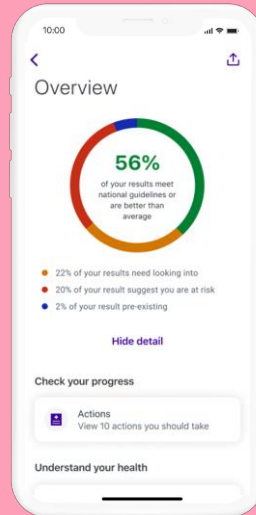 10:00
Overview
56%
of your results meet
national guidelines or
are better than
average
22% of your results need looking into
20% of your result suggest you are at risk
2% of your result pre-existing
Hide detail
Check your progress
Actions
View 10 actions you should take
Understand your health